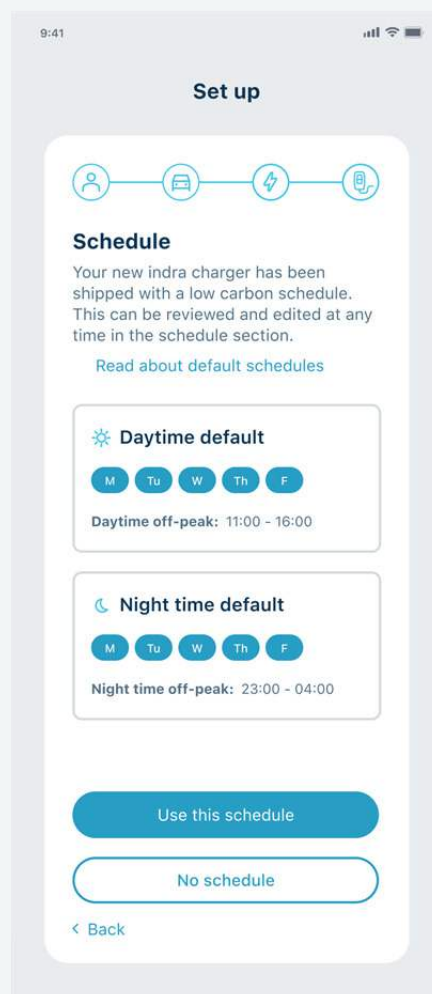 9:41
Set up
Schedule
Your new indra charger has been
shipped with a low carbon schedule.
This can be reviewed and edited at any
time in the schedule section.
Read about default schedules
Daytime default
M Tu W Th F
Daytime off-peak: 11:00 - 16:00
Night time default
M Tu W Th F
Night time off-peak: 23:00 - 04:00
Use this schedule
No schedule
< Back